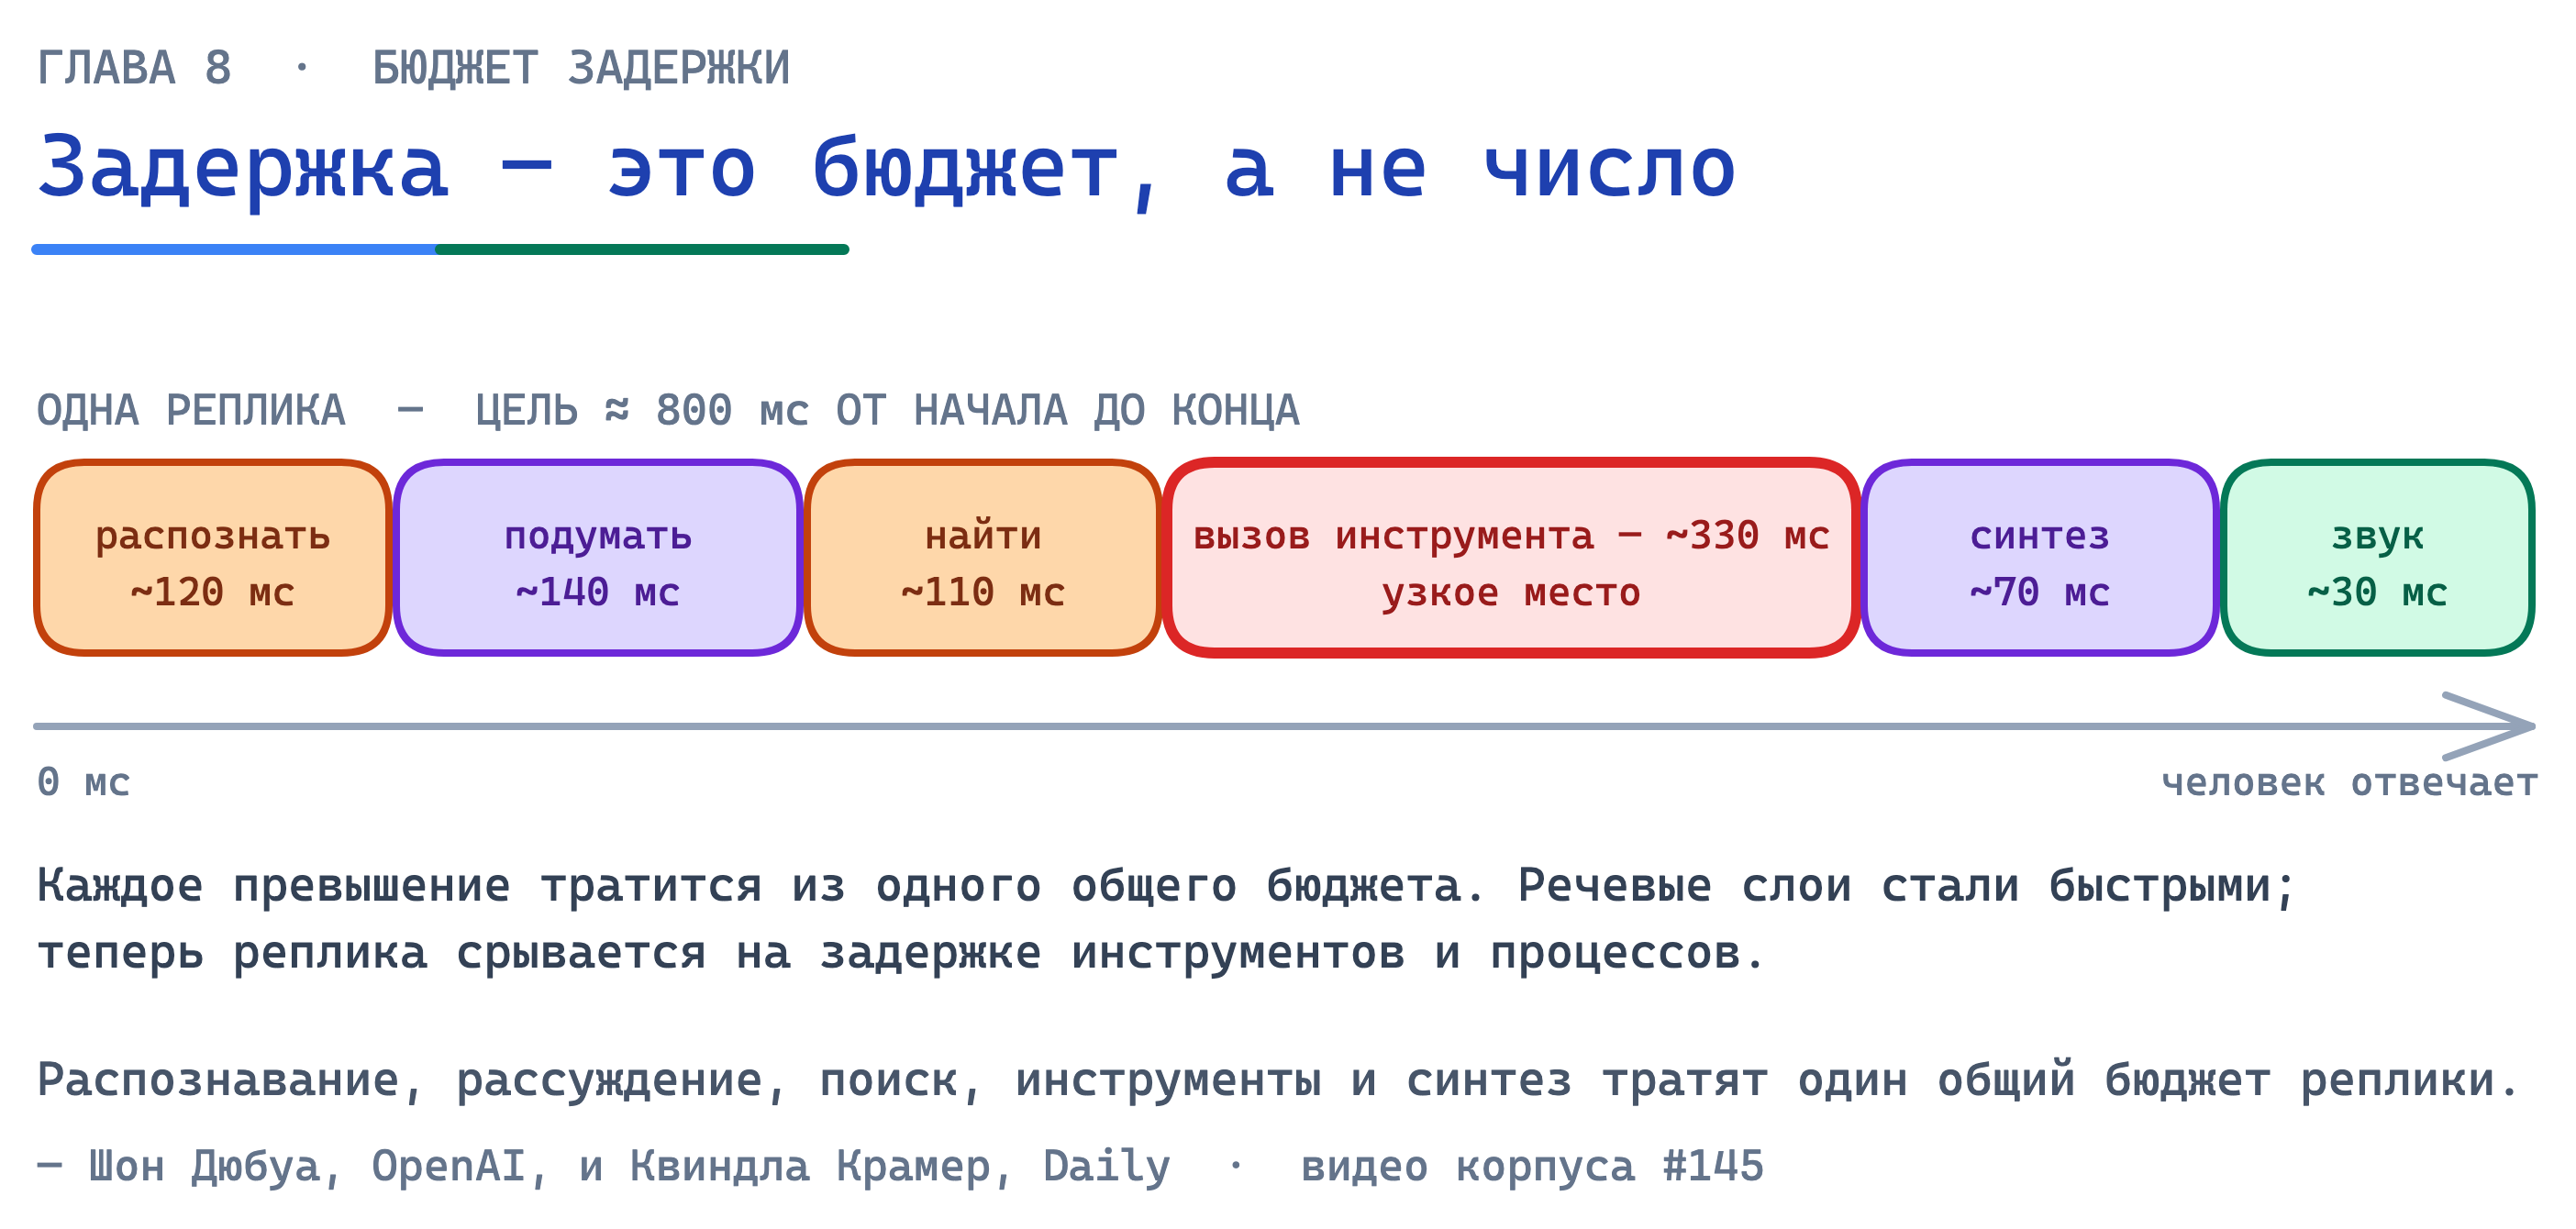 ГЛАВА 8 · БЮДЖЕТ ЗАДЕРЖКИ
Задержка — это бюджет, а не число
ОДНА РЕПЛИКА — ЦЕЛЬ ≈ 800 мс ОТ НАЧАЛА ДО КОНЦА
распознать
~120 мс
подумать
~140 мс
найти
~110 мс
вызов инструмента — ~330 мс
узкое место
синтез
~70 мс
звук
~30 мс
0 мс
человек отвечает
Каждое превышение тратится из одного общего бюджета. Речевые слои стали быстрыми;
теперь реплика срывается на задержке инструментов и процессов.
Распознавание, рассуждение, поиск, инструменты и синтез тратят один общий бюджет реплики.
— Шон Дюбуа, OpenAI, и Квиндла Крамер, Daily · видео корпуса #145